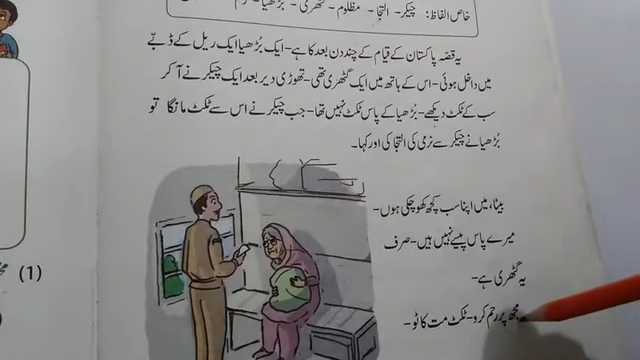 خاص الفاظ: چیکر - التجا - مظلوم - گٹھری - بڑھیا - رحم
یہ قصہ پاکستان کے قیام کے چند دن بعد کا ہے - ایک بُڑھیا ایک ریل کے ڈبّے
میں داخل ہوئی - اس کے ہاتھ میں ایک گٹھری تھی - تھوڑی دیر بعد ایک چیکر نے آ کر
سب کے ٹکٹ دیکھے - بڑھیا کے پاس ٹکٹ نہیں تھا - جب چیکر نے اس سے ٹکٹ مانگا تو
بڑھیا نے چیکر سے نرمی کی التجا کی اور کہا۔
بیٹا، میں اپنا سب کچھ کھو چکی ہوں -
میرے پاس پیسے نہیں ہیں - صرف
یہ گٹھری ہے -
مجھ پر رحم کرو - ٹکٹ مت کاٹو -
(1)